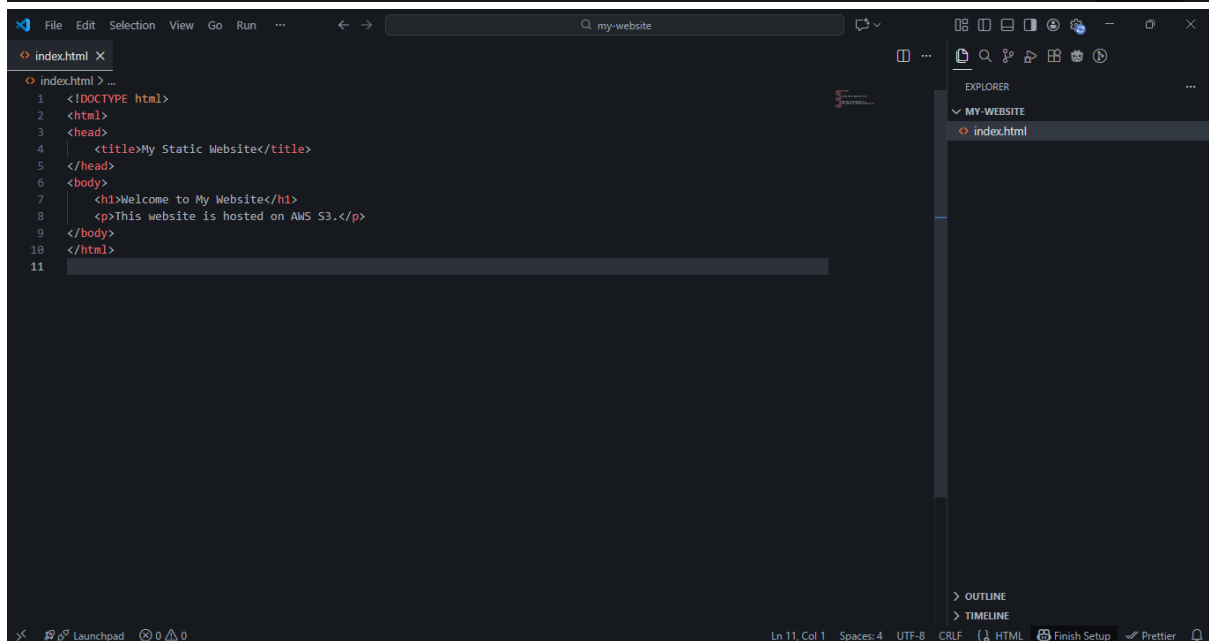 File Edit Selection View Go Run ··· my-website
index.html
index.html > ...
1 <!DOCTYPE html>
2 <html>
3 <head>
4 <title>My Static Website</title>
5 </head>
6 <body>
7 <h1>Welcome to My Website</h1>
8 <p>This website is hosted on AWS S3.</p>
9 </body>
10 </html>
11
EXPLORER
MY-WEBSITE
index.html
OUTLINE
TIMELINE
Launchpad 0 0 Ln 11, Col 1 Spaces: 4 UTF-8 CRLF {} HTML Finish Setup Prettier